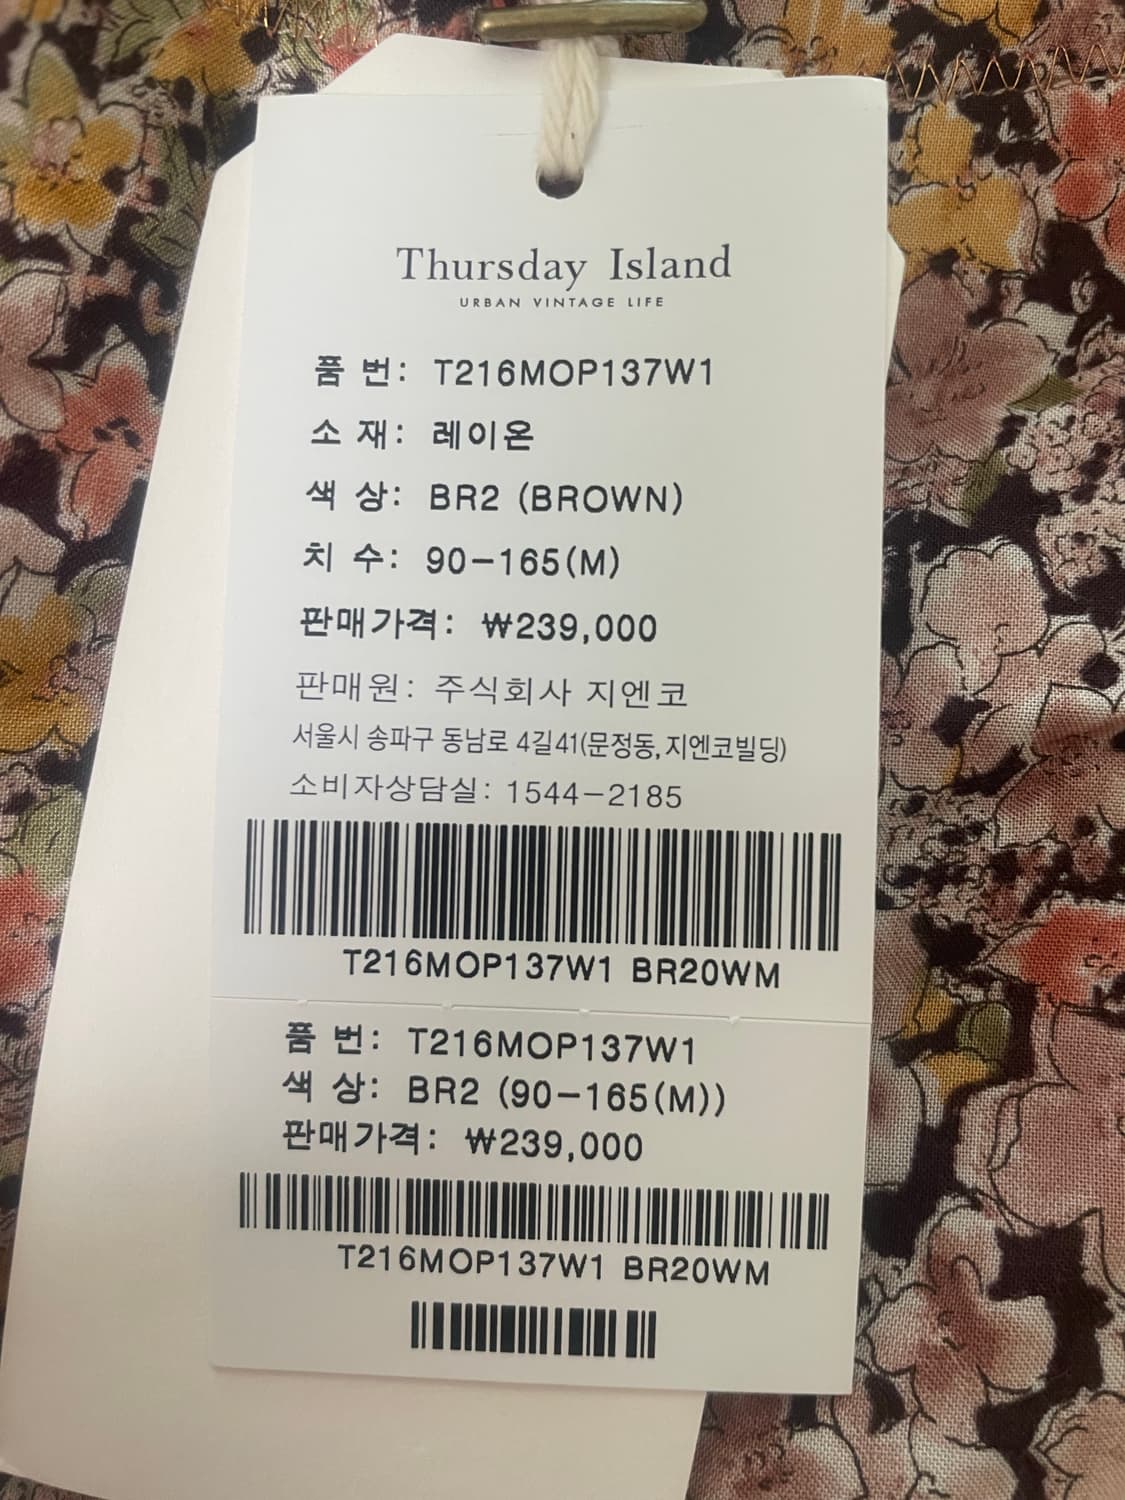 Thursday Island
URBAN VINTAGE LIFE
품 번: T216MOP137W1
소 재: 레이온
색 상: BR2 (BROWN)
치 수: 90-165(M)
판매가격: ₩239,000
판매원: 주식회사 지엔코
서울시 송파구 동남로 4길41(문정동,지엔코빌딩)
소비자상담실: 1544-2185
T216MOP137W1 BR20WM
품 번: T216MOP137W1
색 상: BR2 (90-165(M))
판매가격: ₩239,000
T216MOP137W1 BR20WM